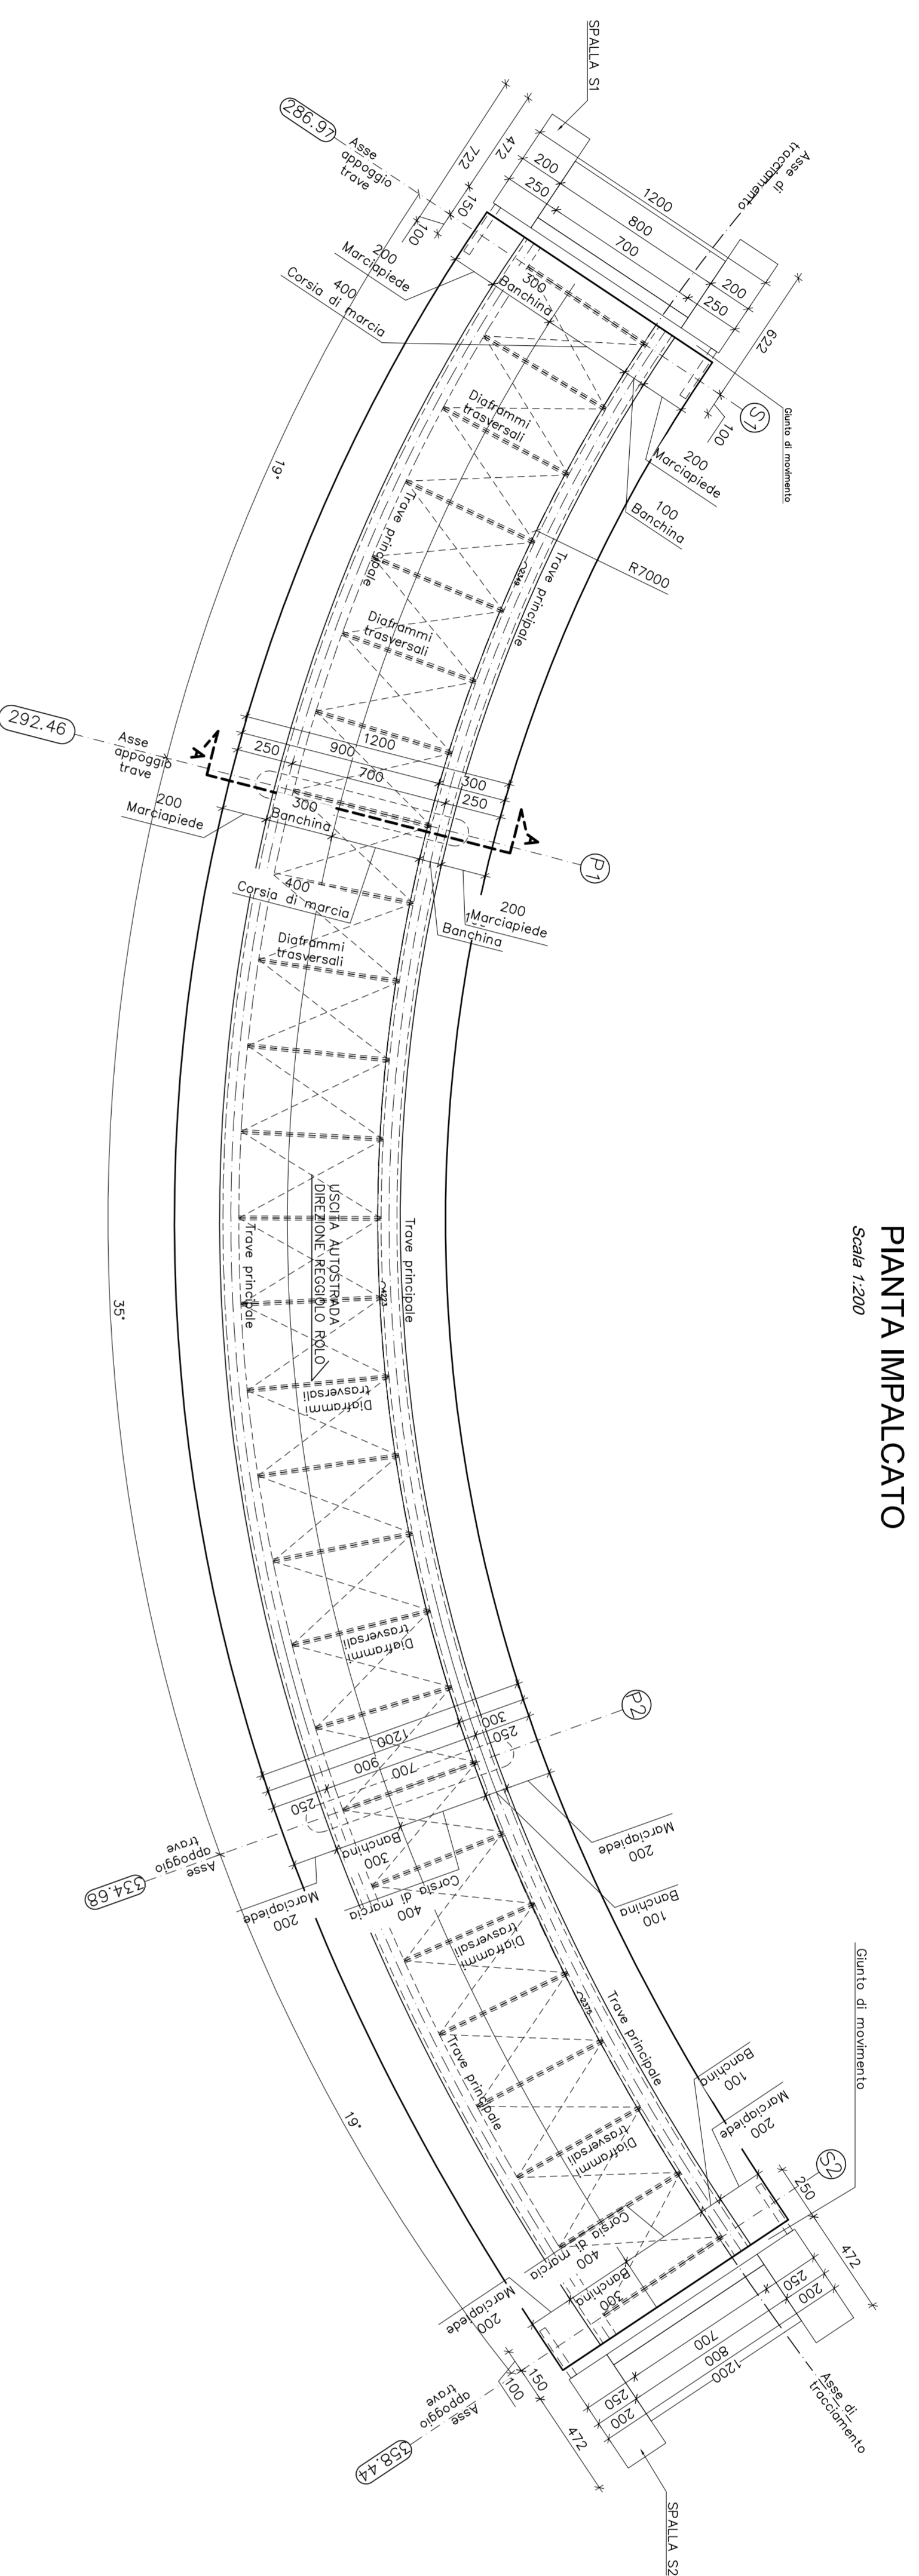 SPALLA S1
286.97
Asse
appoggio
trave
Asse di
tracciamento
472
722
150
100
200
250
1200
800
700
200
250
622
100
S1
Giunto di movimento
200
Marciapiede
400
Corsia di marcia
300
Banchina
200
Marciapiede
100
Banchina
R7000
Diaframmi
trasversali
Trave principale
Trave principale
Diaframmi
trasversali
19°
292.46
Asse
appoggio
trave
A
A
1200
250
900
700
300
250
300
Banchina
200
Marciapiede
P1
400
Corsia di marcia
200
Marciapiede
Banchina
Diaframmi
trasversali
PIANTA IMPALCATO
Scala 1:200
USCITA AUTOSTRADA
DIREZIONE REGGIOLO ROLO
Trave principale
Trave principale
4223
35°
Diaframmi
trasversali
Diaframmi
trasversali
P2
1200
300
900
250
700
250
Marciapiede
200
Banchina
100
Banchina
300
Corsia di marcia
400
Marciapiede
200
Asse
appoggio
trave
334.68
Diaframmi
trasversali
2375
Trave principale
Trave principale
Giunto di movimento
Banchina
100
Marciapiede
200
Diaframmi
trasversali
19°
S2
250
472
Corsia di
marcia
400
Banchina
300
Marciapiede
200
250
200
700
800
1200
250
200
150
100
472
Asse di
tracciamento
Asse
appoggio
trave
358.44
SPALLA S2